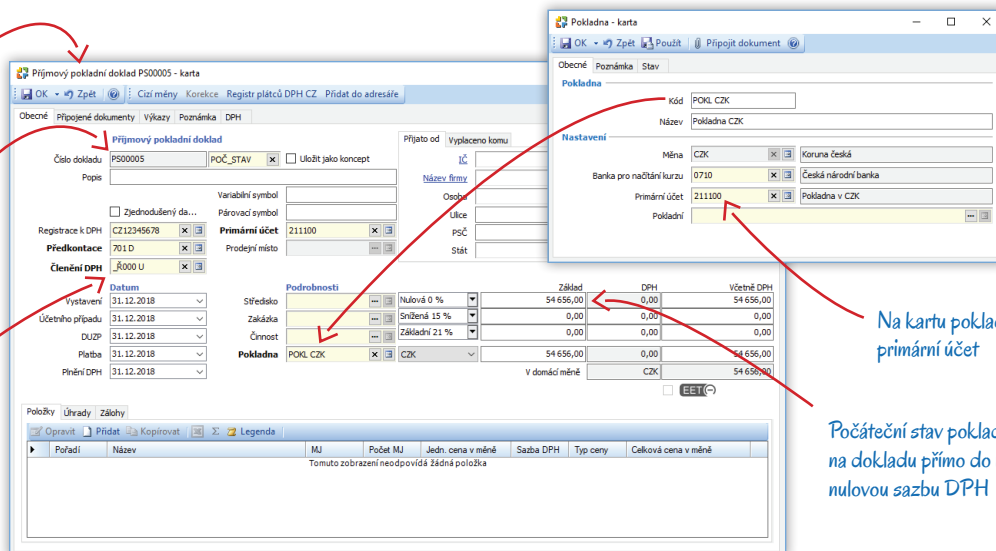 Pokladna - karta
OK Zpět Použít Připojit dokument
Obecné Poznámka Stav
Pokladna
Kód POKL CZK
Název Pokladna CZK
Nastavení
Měna CZK Koruna česká
Banka pro načítání kurzu 0710 Česká národní banka
Primární účet 211100 Pokladna v CZK
Pokladní
Příjmový pokladní doklad PS00005 - karta
OK Zpět Cizí měny Korekce Registr plátců DPH CZ Přidat do adresáře
Obecné Připojené dokumenty Výkazy Poznámka DPH
Příjmový pokladní doklad
Číslo dokladu PS00005 POČ_STAV Uložit jako koncept
Popis
Variabilní symbol
Zjednodušený da... Párovací symbol
Registrace k DPH CZ12345678 Primární účet 211100
Předkontace 701 D Prodejní místo
Členění DPH _Ř000 U
Přijato od Vyplaceno komu
IČ
Název firmy
Osoba
Ulice
PSČ
Stát
Datum Podrobnosti Základ DPH Včetně DPH
Vystavení 31.12.2018 Středisko Nulová 0 % 54 656,00 0,00 54 656,00
Účetního případu 31.12.2018 Zakázka Snížená 15 % 0,00 0,00 0,00
DUZP 31.12.2018 Činnost Základní 21 % 0,00 0,00 0,00
Platba 31.12.2018 Pokladna POKL CZK CZK 54 656,00 0,00 54 656,00
Plnění DPH 31.12.2018 V domácí měně CZK 54 656,00
EET
Položky Úhrady Zálohy
Opravit Přidat Kopírovat Σ Legenda
Pořadí Název MJ Počet MJ Jedn. cena v měně Sazba DPH Typ ceny Celková cena v měně
Tomuto zobrazení neodpovídá žádná položka
Na kartu poklad
primární účet
Počáteční stav poklad
na dokladu přímo do
nulovou sazbu DPH